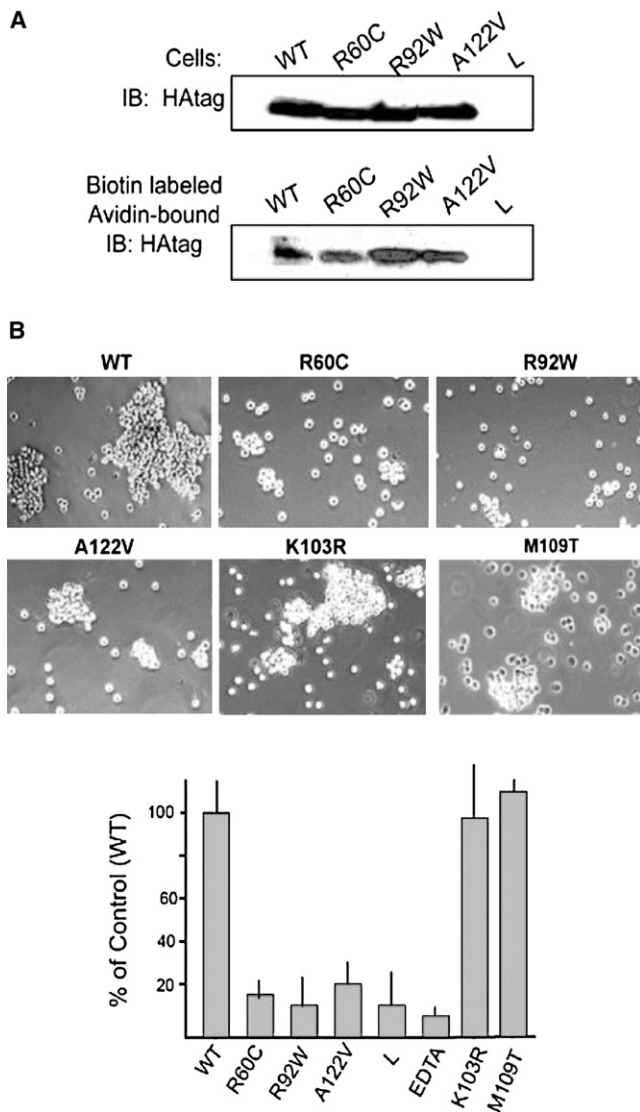 A
Cells: WT R60C R92W A122V L
IB: HAtag
Biotin labeled
Avidin-bound
IB: HAtag
WT R60C R92W A122V L
B
WT R60C R92W
A122V K103R M109T
% of Control (WT)
100
60
40
20
WT R60C R92W A122V L EDTA K103R M109T